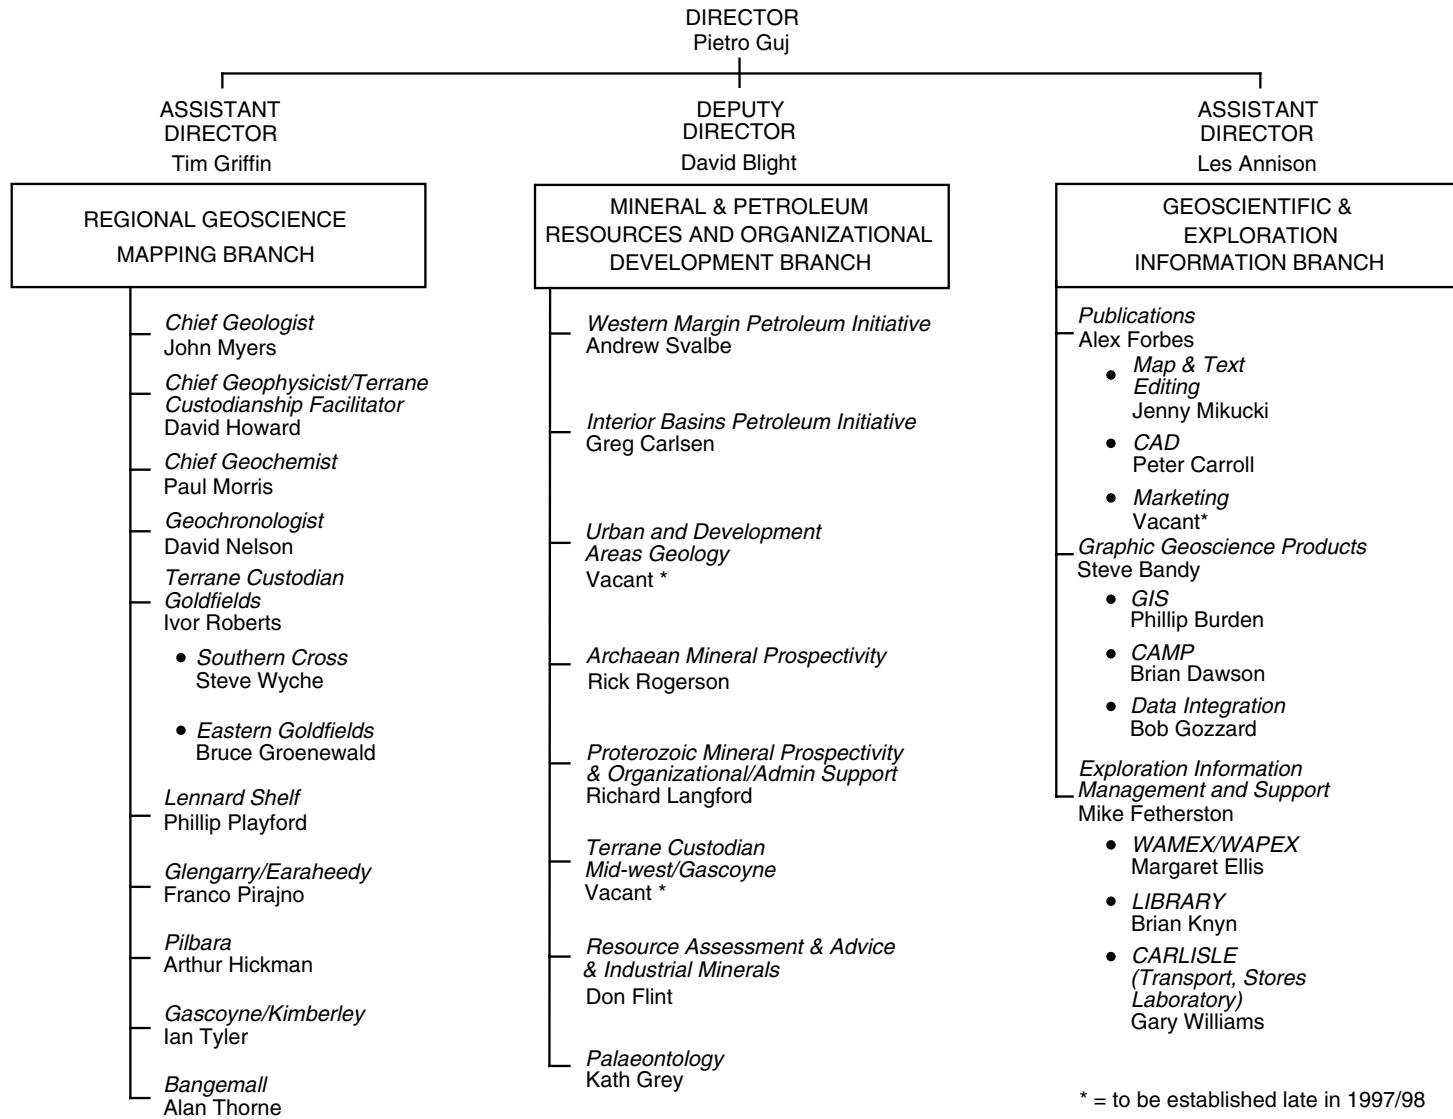 DIRECTOR
Pietro Guj
ASSISTANT
DIRECTOR
Tim Griffin
REGIONAL GEOSCIENCE
MAPPING BRANCH
Chief Geologist
John Myers
Chief Geophysicist/Terrane
Custodianship Facilitator
David Howard
Chief Geochemist
Paul Morris
Geochronologist
David Nelson
Terrane Custodian
Goldfields
Ivor Roberts
• Southern Cross
Steve Wyche
• Eastern Goldfields
Bruce Groenewald
Lennard Shelf
Phillip Playford
Glengarry/Earaheedy
Franco Pirajno
Pilbara
Arthur Hickman
Gascoyne/Kimberley
Ian Tyler
Bangemall
Alan Thorne
DEPUTY
DIRECTOR
David Blight
MINERAL & PETROLEUM
RESOURCES AND ORGANIZATIONAL
DEVELOPMENT BRANCH
Western Margin Petroleum Initiative
Andrew Svalbe
Interior Basins Petroleum Initiative
Greg Carlsen
Urban and Development
Areas Geology
Vacant *
Archaean Mineral Prospectivity
Rick Rogerson
Proterozoic Mineral Prospectivity
& Organizational/Admin Support
Richard Langford
Terrane Custodian
Mid-west/Gascoyne
Vacant *
Resource Assessment & Advice
& Industrial Minerals
Don Flint
Palaeontology
Kath Grey
ASSISTANT
DIRECTOR
Les Annison
GEOSCIENTIFIC &
EXPLORATION
INFORMATION BRANCH
Publications
Alex Forbes
• Map & Text
Editing
Jenny Mikucki
• CAD
Peter Carroll
• Marketing
Vacant*
Graphic Geoscience Products
Steve Bandy
• GIS
Phillip Burden
• CAMP
Brian Dawson
• Data Integration
Bob Gozzard
Exploration Information
Management and Support
Mike Fetherston
• WAMEX/WAPEX
Margaret Ellis
• LIBRARY
Brian Knyn
• CARLISLE
(Transport, Stores
Laboratory)
Gary Williams
* = to be established late in 1997/98